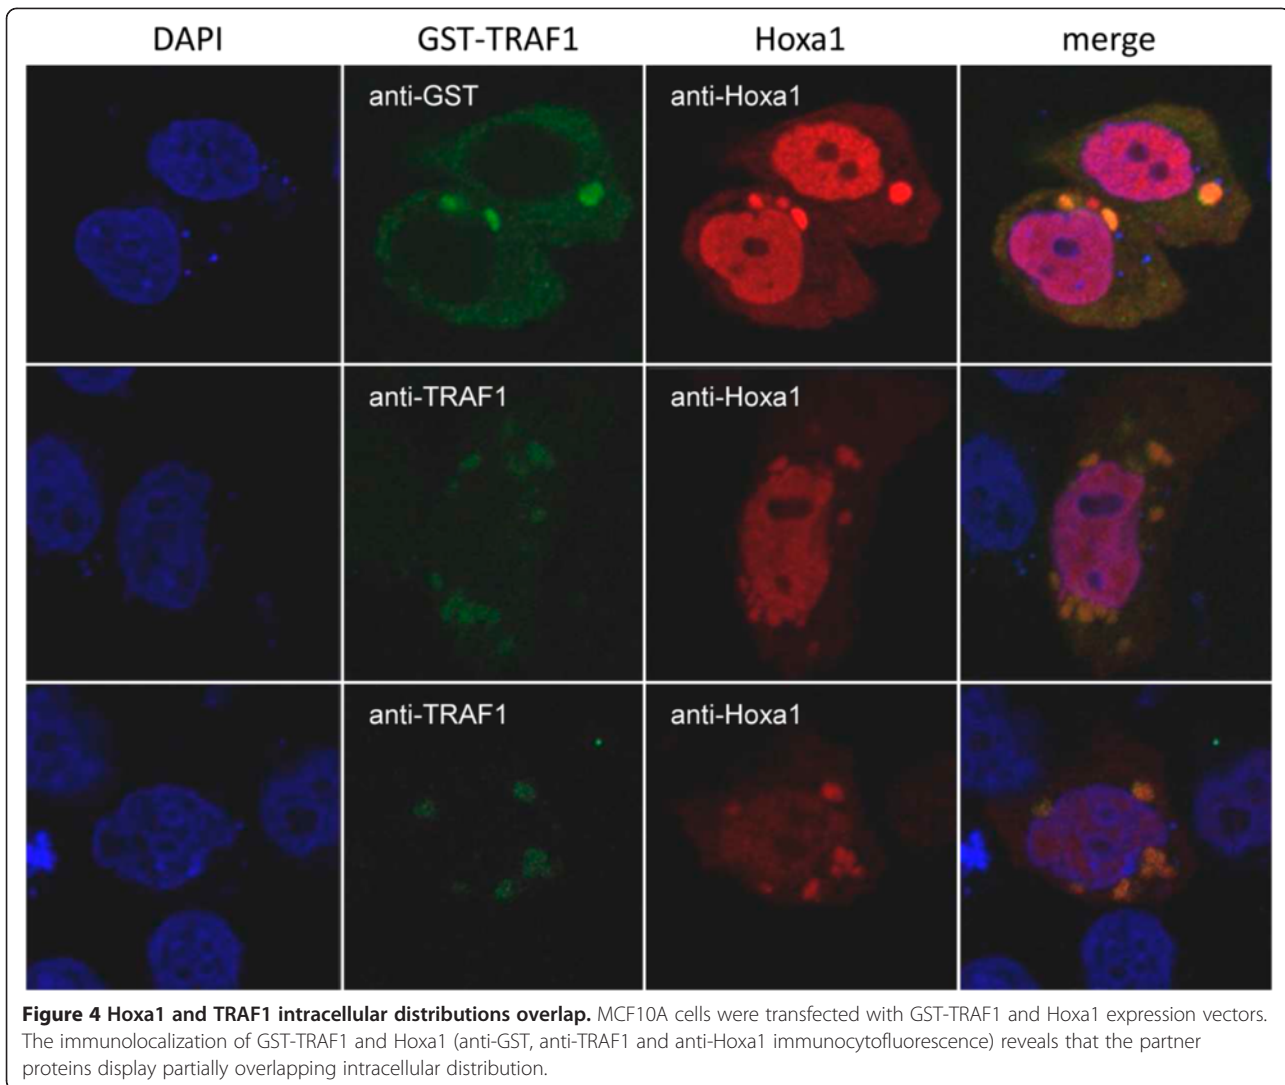 DAPI GST-TRAF1 Hoxa1 merge
anti-GST anti-Hoxa1
anti-TRAF1 anti-Hoxa1
anti-TRAF1 anti-Hoxa1
Figure 4 Hoxa1 and TRAF1 intracellular distributions overlap. MCF10A cells were transfected with GST-TRAF1 and Hoxa1 expression vectors.
The immunolocalization of GST-TRAF1 and Hoxa1 (anti-GST, anti-TRAF1 and anti-Hoxa1 immunocytofluorescence) reveals that the partner
proteins display partially overlapping intracellular distribution.